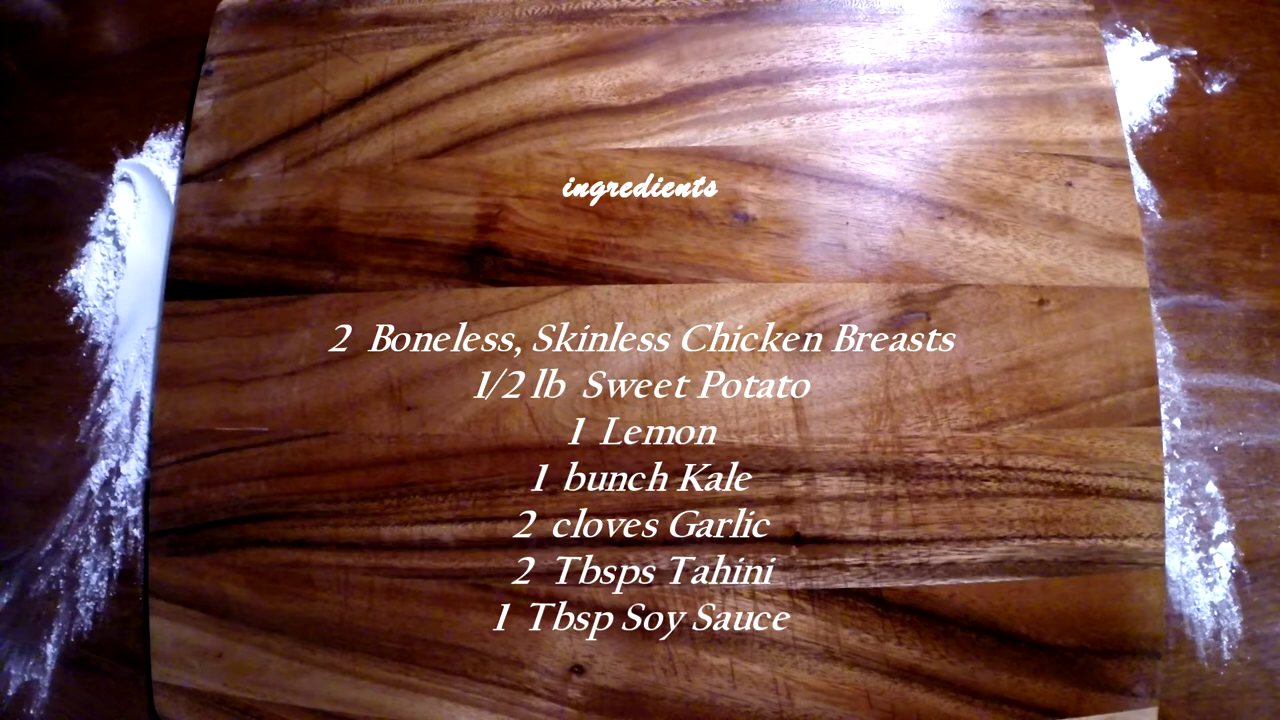 ingredients
2 Boneless, Skinless Chicken Breasts
1/2 lb Sweet Potato
1 Lemon
1 bunch Kale
2 cloves Garlic
2 Tbsps Tahini
1 Tbsp Soy Sauce